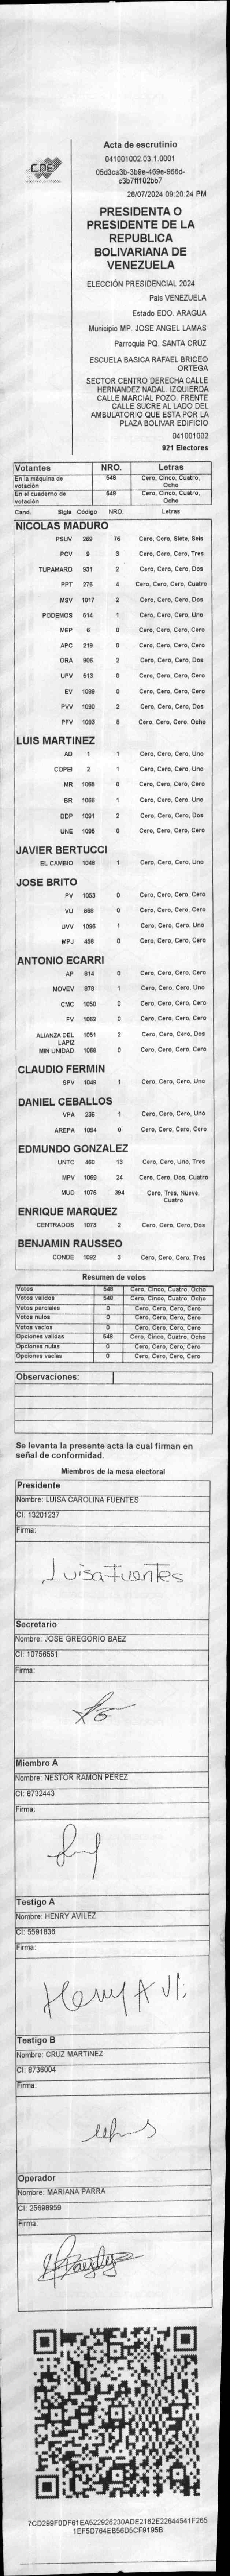 CNE
Acta de escrutinio
041001002.03.1.0001
05d3ca3b-3b9e-469e-966d-
c3b7ff102bb7
28/07/2024 09:20:24 PM
PRESIDENTA O
PRESIDENTE DE LA
REPUBLICA
BOLIVARIANA DE
VENEZUELA
ELECCIÓN PRESIDENCIAL 2024
Pais VENEZUELA
Estado EDO. ARAGUA
Municipio MP. JOSE ANGEL LAMAS
Parroquia PQ. SANTA CRUZ
ESCUELA BASICA RAFAEL BRICEO
ORTEGA
SECTOR CENTRO DERECHA CALLE
HERNANDEZ NADAL. IZQUIERDA
CALLE MARCIAL POZO. FRENTE
CALLE SUCRE AL LADO DEL
AMBULATORIO QUE ESTA POR LA
PLAZA BOLIVAR EDIFICIO
041001002
921 Electores
Votantes NRO. Letras
En la máquina de votación 548 Cero, Cinco, Cuatro, Ocho
En el cuaderno de votación 548 Cero, Cinco, Cuatro, Ocho
Cand. Sigla Código NRO. Letras
NICOLAS MADURO
PSUV 269 76 Cero, Cero, Siete, Seis
PCV 9 3 Cero, Cero, Cero, Tres
TUPAMARO 931 2 Cero, Cero, Cero, Dos
PPT 276 4 Cero, Cero, Cero, Cuatro
MSV 1017 2 Cero, Cero, Cero, Dos
PODEMOS 514 1 Cero, Cero, Cero, Uno
MEP 6 0 Cero, Cero, Cero, Cero
APC 219 0 Cero, Cero, Cero, Cero
ORA 906 2 Cero, Cero, Cero, Dos
UPV 513 0 Cero, Cero, Cero, Cero
EV 1089 0 Cero, Cero, Cero, Cero
PVV 1090 2 Cero, Cero, Cero, Dos
PFV 1093 8 Cero, Cero, Cero, Ocho
LUIS MARTINEZ
AD 1 1 Cero, Cero, Cero, Uno
COPEI 2 1 Cero, Cero, Cero, Uno
MR 1065 0 Cero, Cero, Cero, Cero
BR 1066 1 Cero, Cero, Cero, Uno
DDP 1091 2 Cero, Cero, Cero, Dos
UNE 1095 0 Cero, Cero, Cero, Cero
JAVIER BERTUCCI
EL CAMBIO 1048 1 Cero, Cero, Cero, Uno
JOSE BRITO
PV 1053 0 Cero, Cero, Cero, Cero
VU 868 0 Cero, Cero, Cero, Cero
UVV 1096 1 Cero, Cero, Cero, Uno
MPJ 458 0 Cero, Cero, Cero, Cero
ANTONIO ECARRI
AP 814 0 Cero, Cero, Cero, Cero
MOVEV 878 1 Cero, Cero, Cero, Uno
CMC 1050 0 Cero, Cero, Cero, Cero
FV 1062 0 Cero, Cero, Cero, Cero
ALIANZA DEL LAPIZ 1051 2 Cero, Cero, Cero, Dos
MIN UNIDAD 1068 0 Cero, Cero, Cero, Cero
CLAUDIO FERMIN
SPV 1049 1 Cero, Cero, Cero, Uno
DANIEL CEBALLOS
VPA 236 1 Cero, Cero, Cero, Uno
AREPA 1094 0 Cero, Cero, Cero, Cero
EDMUNDO GONZALEZ
UNTC 460 13 Cero, Cero, Uno, Tres
MPV 1069 24 Cero, Cero, Dos, Cuatro
MUD 1075 394 Cero, Tres, Nueve, Cuatro
ENRIQUE MARQUEZ
CENTRADOS 1073 2 Cero, Cero, Cero, Dos
BENJAMIN RAUSSEO
CONDE 1092 3 Cero, Cero, Cero, Tres
Resumen de votos
Votos 548 Cero, Cinco, Cuatro, Ocho
Votos validos 548 Cero, Cinco, Cuatro, Ocho
Votos parciales 0 Cero, Cero, Cero, Cero
Votos nulos 0 Cero, Cero, Cero, Cero
Votos vacios 0 Cero, Cero, Cero, Cero
Opciones validas 548 Cero, Cinco, Cuatro, Ocho
Opciones nulas 0 Cero, Cero, Cero, Cero
Opciones vacias 0 Cero, Cero, Cero, Cero
Observaciones:
Se levanta la presente acta la cual firman en
señal de conformidad.
Miembros de la mesa electoral
Presidente
Nombre: LUISA CAROLINA FUENTES
CI: 13201237
Firma:
Luisa Fuentes
Secretario
Nombre: JOSE GREGORIO BAEZ
CI: 10756551
Firma:
Miembro A
Nombre: NESTOR RAMON PEREZ
CI: 8732443
Firma:
Testigo A
Nombre: HENRY AVILEZ
CI: 5591836
Firma:
Testigo B
Nombre: CRUZ MARTINEZ
CI: 8736004
Firma:
Operador
Nombre: MARIANA PARRA
CI: 25698959
Firma:
7CD299F0DF61EA522926230ADE2162E22644541F265
1EF5D764EB56D5CF9195B